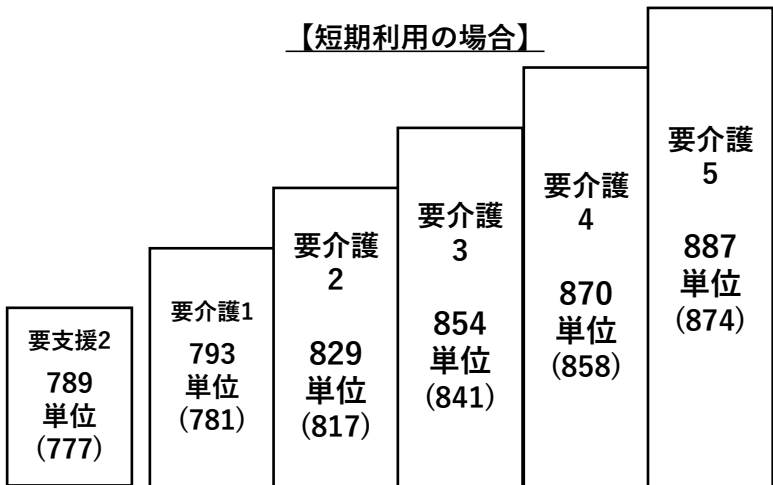 【短期利用の場合】
要支援2
789
単位
(777)
要介護1
793
単位
(781)
要介護
2
829
単位
(817)
要介護
3
854
単位
(841)
要介護
4
870
単位
(858)
要介護
5
887
単位
(874)